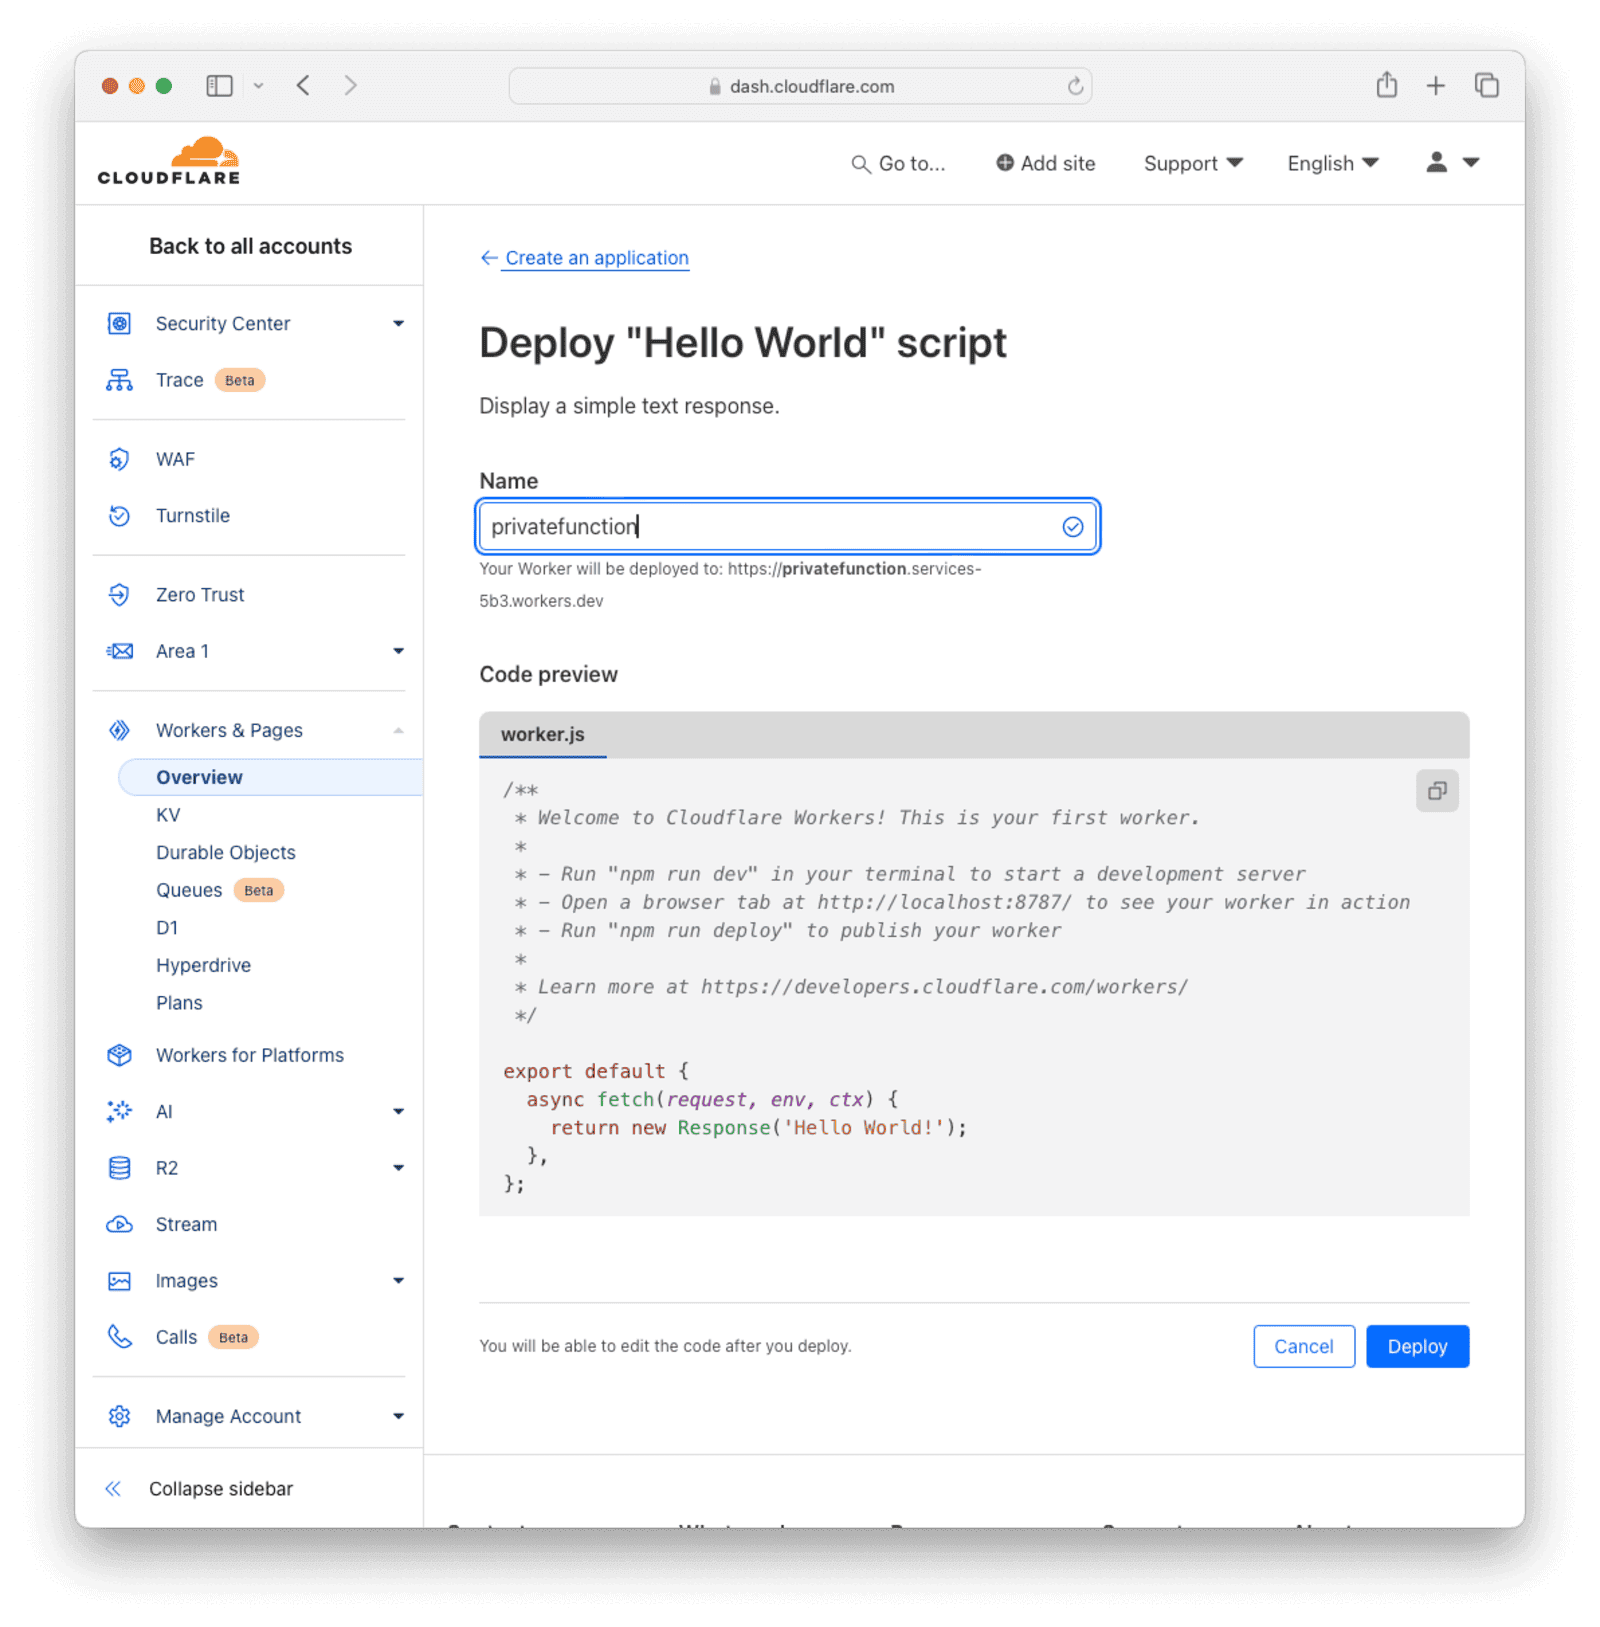 dash.cloudflare.com
CLOUDFLARE
Go to...
Add site
Support
English
Back to all accounts
Security Center
Trace Beta
WAF
Turnstile
Zero Trust
Area 1
Workers & Pages
Overview
KV
Durable Objects
Queues Beta
D1
Hyperdrive
Plans
Workers for Platforms
AI
R2
Stream
Images
Calls Beta
Manage Account
Collapse sidebar
Create an application
Deploy "Hello World" script
Display a simple text response.
Name
privatefunction
Your Worker will be deployed to: https://privatefunction.services-
5b3.workers.dev
Code preview
worker.js
/**
 * Welcome to Cloudflare Workers! This is your first worker.
 *
 * - Run "npm run dev" in your terminal to start a development server
 * - Open a browser tab at http://localhost:8787/ to see your worker in action
 * - Run "npm run deploy" to publish your worker
 *
 * Learn more at https://developers.cloudflare.com/workers/
 */
export default {
  async fetch(request, env, ctx) {
    return new Response('Hello World!');
  },
};
You will be able to edit the code after you deploy.
Cancel
Deploy